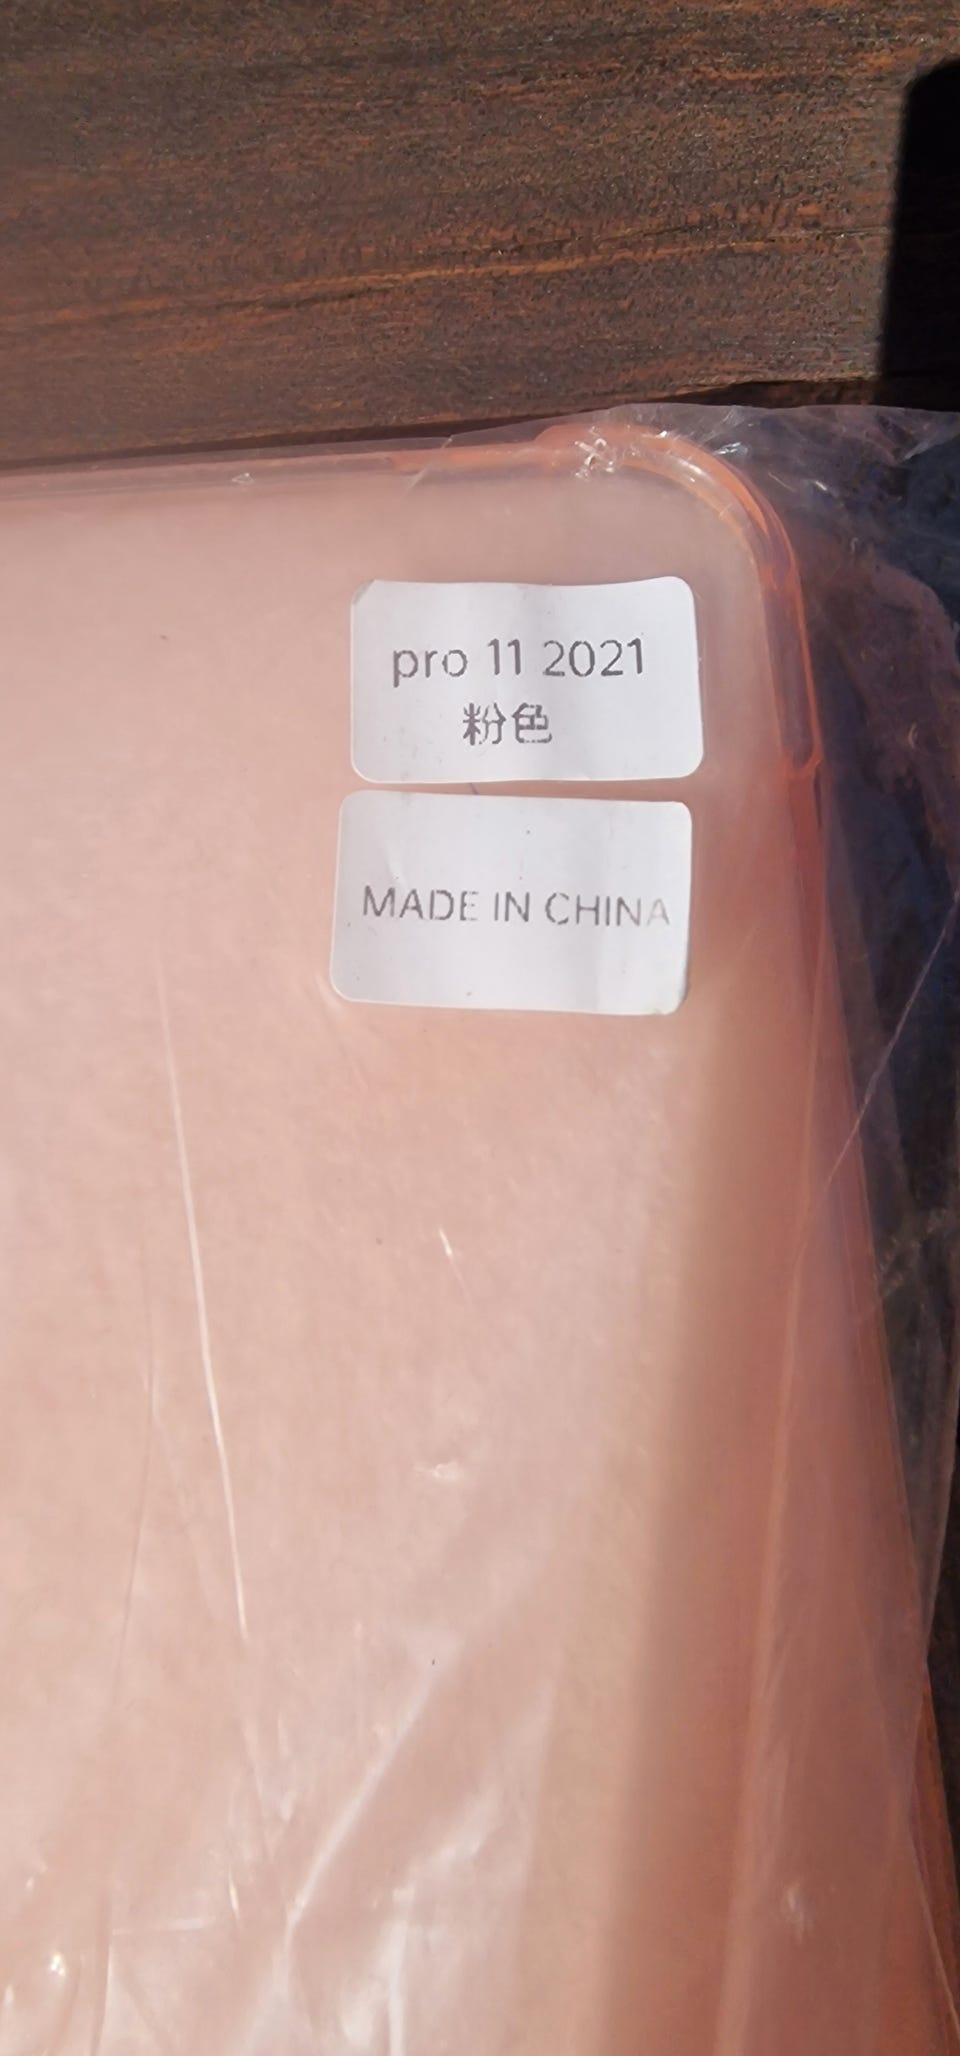 pro 11 2021
粉色
MADE IN CHINA